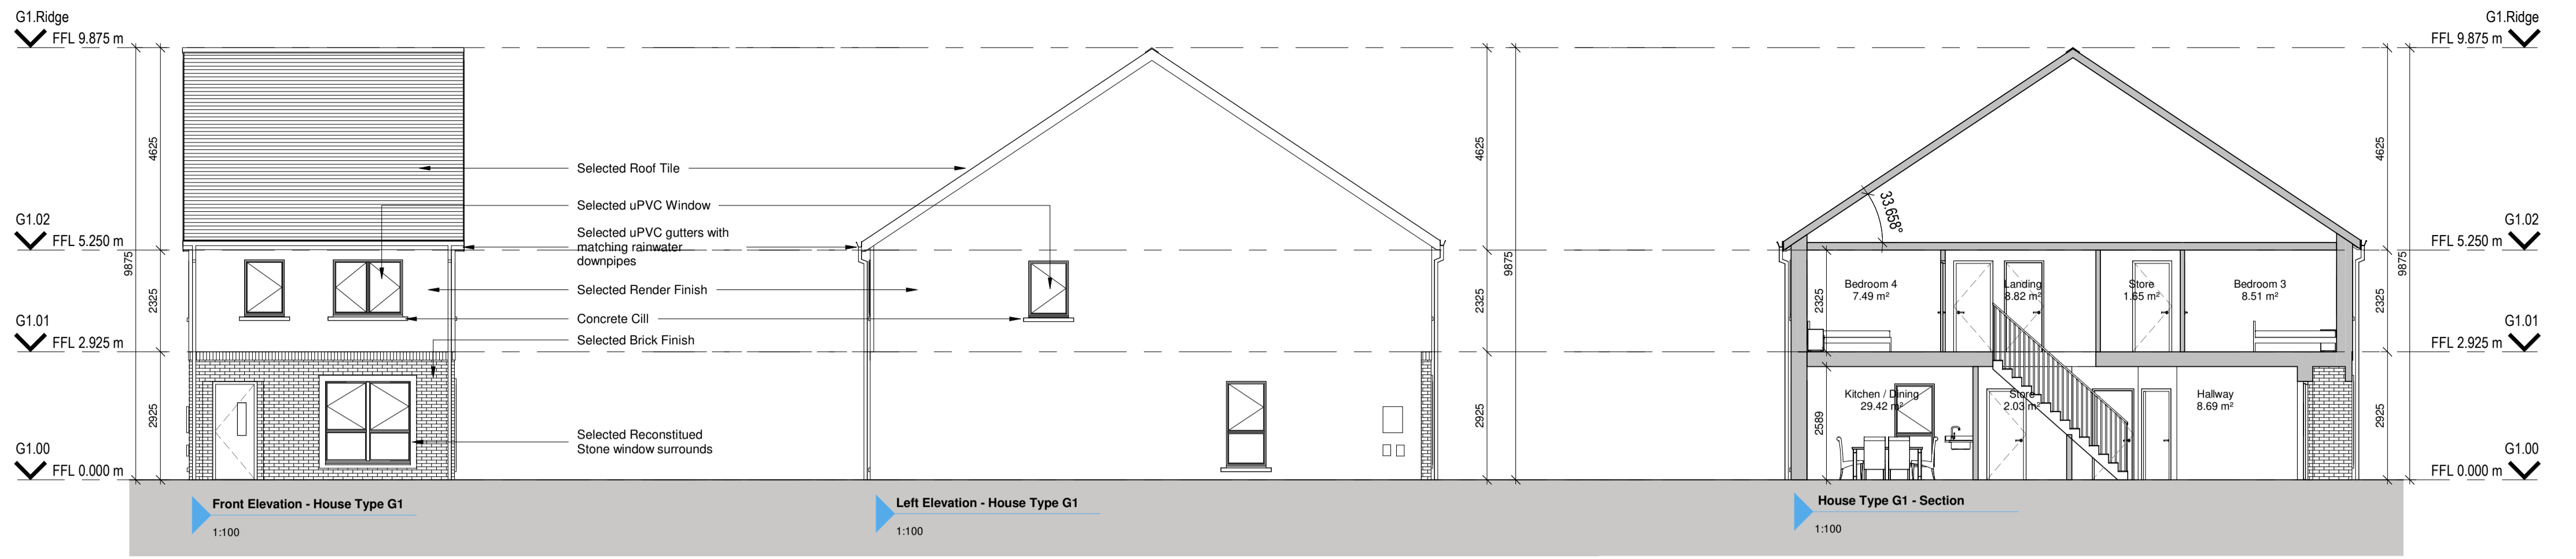 G1.Ridge
FFL 9.875 m
G1.02
FFL 5.250 m
G1.01
FFL 2.925 m
G1.00
FFL 0.000 m
9875
4625
2325
2925
Selected Roof Tile
Selected uPVC Window
Selected uPVC gutters with
matching rainwater
downpipes
Selected Render Finish
Concrete Cill
Selected Brick Finish
Selected Reconstitued
Stone window surrounds
Front Elevation - House Type G1
1:100
Left Elevation - House Type G1
1:100
4625
2325
2925
9875
33.658°
Bedroom 4
7.49 m²
Landing
8.82 m²
Store
1.65 m²
Bedroom 3
8.51 m²
2325
Kitchen / Dining
29.42 m²
Store
2.03 m²
Hallway
8.69 m²
2589
House Type G1 - Section
1:100
4625
2325
2925
9875
G1.Ridge
FFL 9.875 m
G1.02
FFL 5.250 m
G1.01
FFL 2.925 m
G1.00
FFL 0.000 m